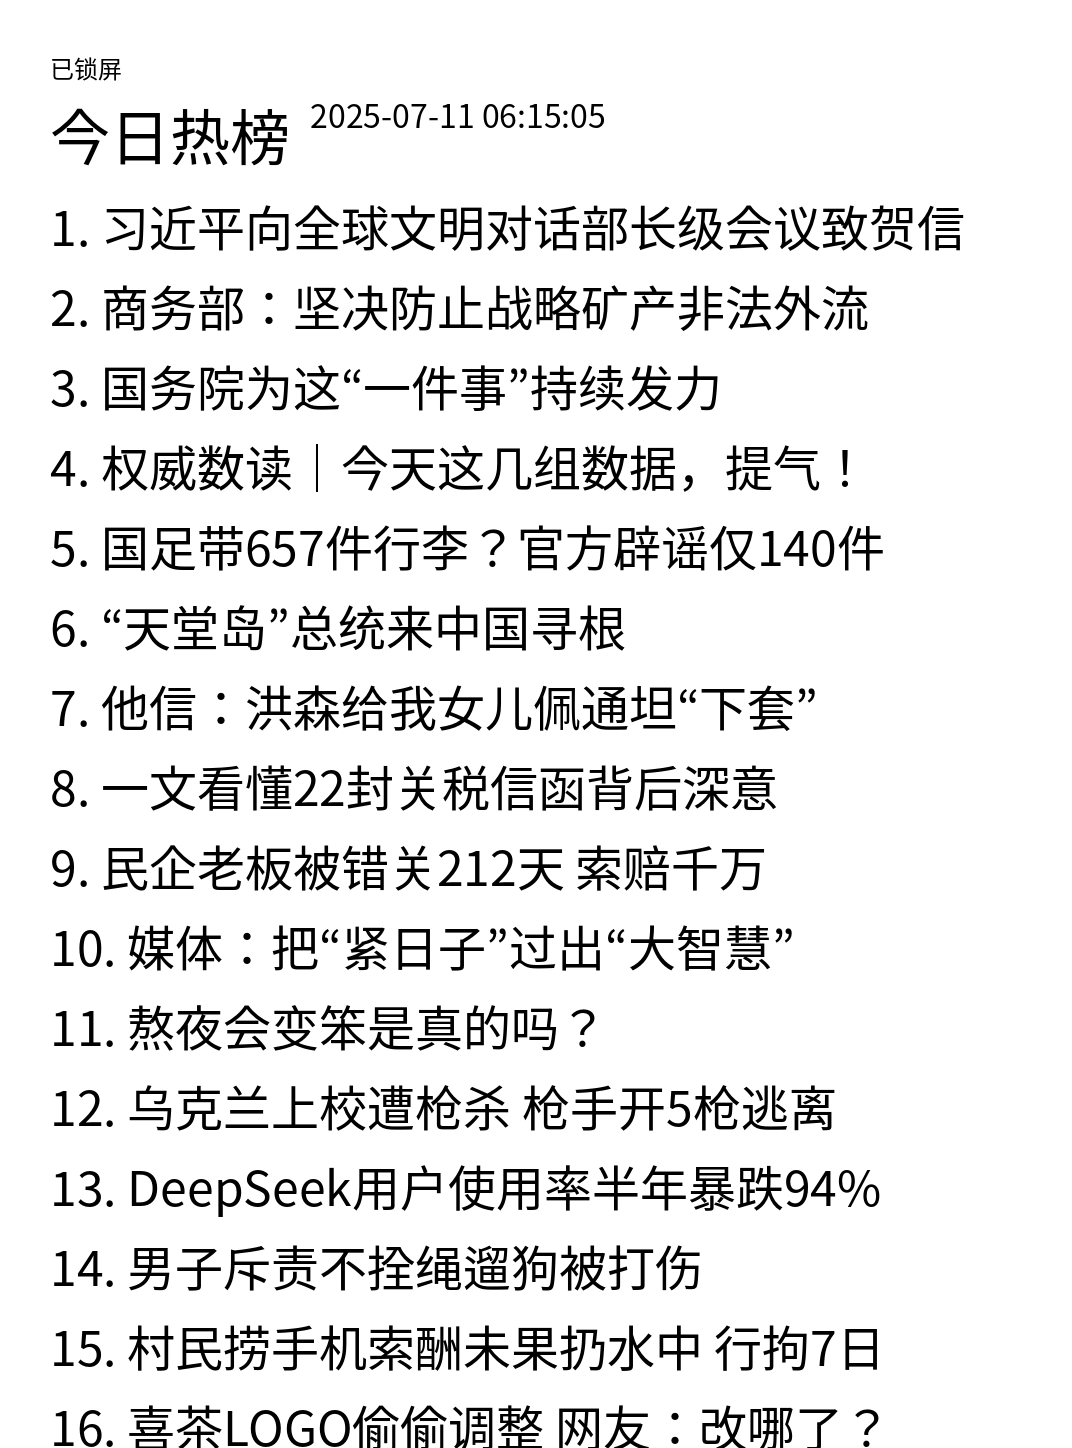 已锁屏
今日热榜 2025-07-11 06:15:05
1. 习近平向全球文明对话部长级会议致贺信
2. 商务部：坚决防止战略矿产非法外流
3. 国务院为这“一件事”持续发力
4. 权威数读｜今天这几组数据，提气！
5. 国足带657件行李？官方辟谣仅140件
6. “天堂岛”总统来中国寻根
7. 他信：洪森给我女儿佩通坦“下套”
8. 一文看懂22封关税信函背后深意
9. 民企老板被错关212天 索赔千万
10. 媒体：把“紧日子”过出“大智慧”
11. 熬夜会变笨是真的吗？
12. 乌克兰上校遭枪杀 枪手开5枪逃离
13. DeepSeek用户使用率半年暴跌94%
14. 男子斥责不拴绳遛狗被打伤
15. 村民捞手机索酬未果扔水中 行拘7日
16. 喜茶LOGO偷偷调整 网友：改哪了？